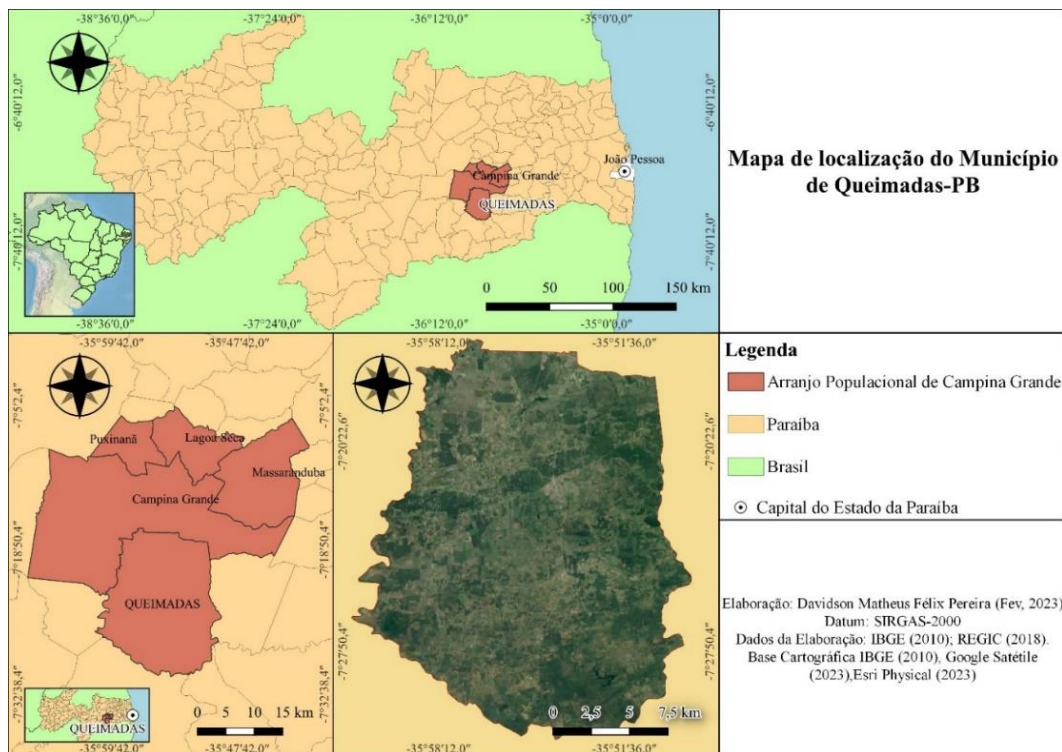 -38°36'0,0" -37°24'0,0" -36°12'0,0" -35°0'0,0"
-6°40'12,0"
-7°40'12,0"
-6°40'12,0"
-7°40'12,0"
João Pessoa
Campina Grande
QUEIMADAS
0 50 100 150 km
-38°36'0,0" -37°24'0,0" -36°12'0,0" -35°0'0,0"
Mapa de localização do Município
de Queimadas-PB
-35°59'42,0" -35°47'42,0"
-7°5'2,4"
-7°18'50,4"
-7°32'38,4"
-7°5'2,4"
-7°18'50,4"
-7°32'38,4"
Puxinanã
Lagoa Seca
Massaranduba
Campina Grande
QUEIMADAS
QUEIMADAS
0 5 10 15 km
-35°59'42,0" -35°47'42,0"
-35°58'12,0" -35°51'36,0"
-7°20'22,6"
-7°27'50,4"
0 2,5 5 7,5 km
-35°58'12,0" -35°51'36,0"
Legenda
Arranjo Populacional de Campina Grande
Paraíba
Brasil
Capital do Estado da Paraíba
Elaboração: Davidson Matheus Félix Pereira (Fev, 2023)
Datum: SIRGAS-2000
Dados da Elaboração: IBGE (2010); REGIC (2018).
Base Cartográfica IBGE (2010), Google Satétile
(2023),Esri Physical (2023)